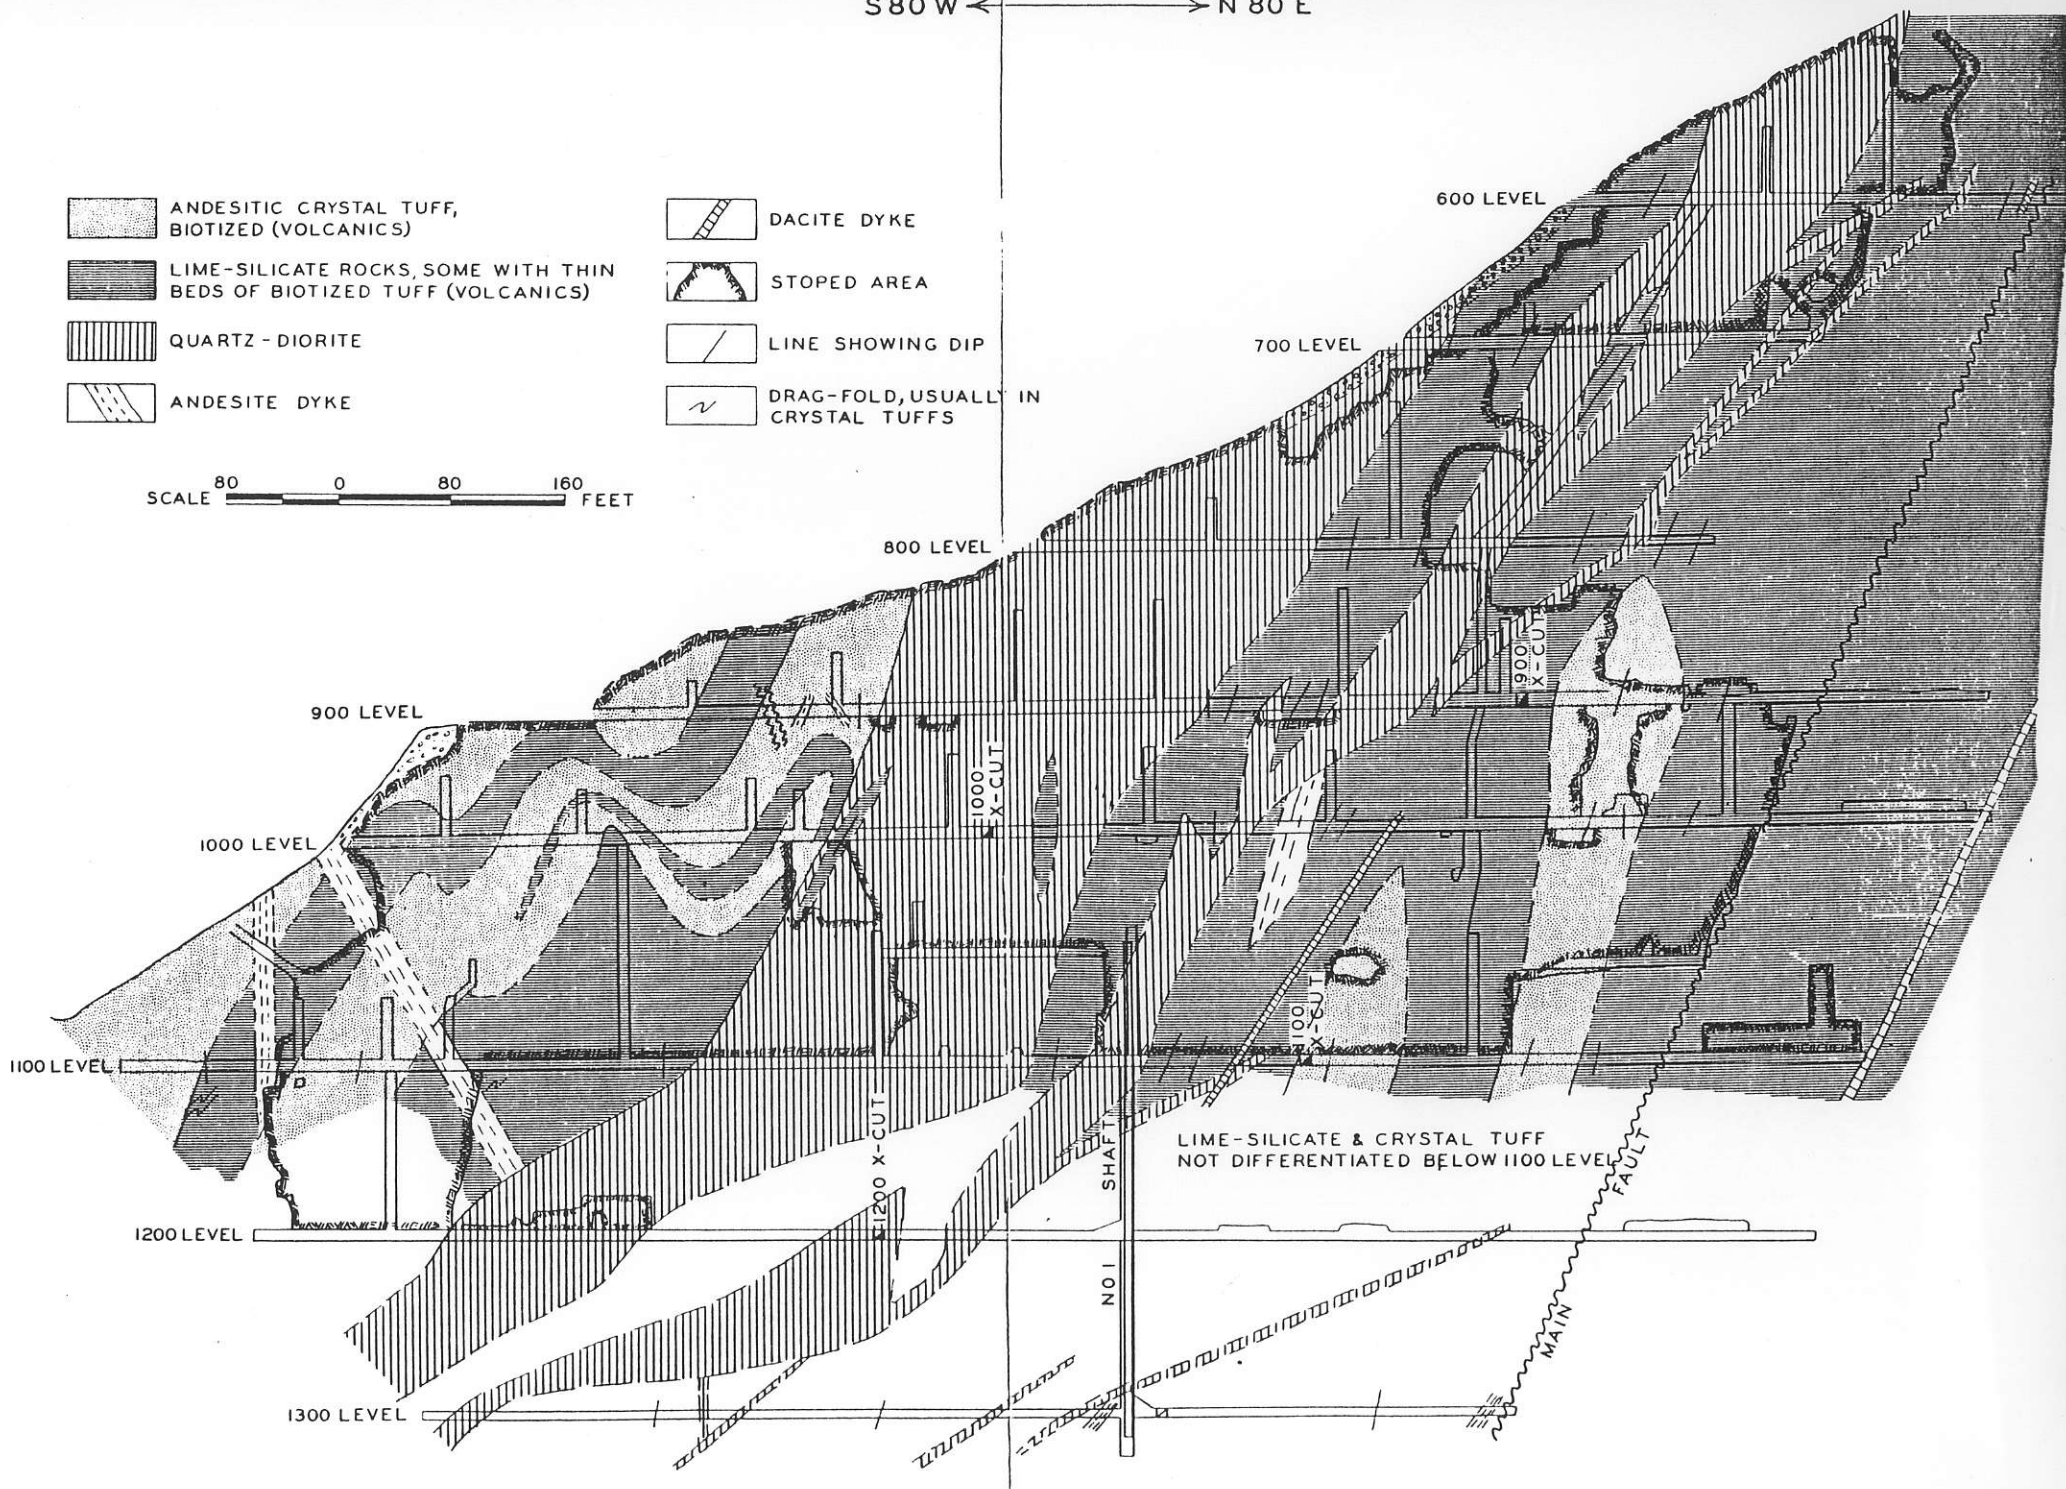 S 80 W N 80 E
ANDESITIC CRYSTAL TUFF,
BIOTIZED (VOLCANICS)
LIME-SILICATE ROCKS, SOME WITH THIN
BEDS OF BIOTIZED TUFF (VOLCANICS)
QUARTZ - DIORITE
ANDESITE DYKE
DACITE DYKE
STOPED AREA
LINE SHOWING DIP
DRAG-FOLD, USUALLY IN
CRYSTAL TUFFS
80 0 80 160
SCALE FEET
600 LEVEL
700 LEVEL
800 LEVEL
900 LEVEL
900
X-CUT
1000 LEVEL
1000
X-CUT
1100 LEVEL
1100
X-CUT
1200 LEVEL
1200 X-CUT
1300 LEVEL
NO 1 SHAFT
LIME-SILICATE & CRYSTAL TUFF
NOT DIFFERENTIATED BELOW 1100 LEVEL
MAIN FAULT